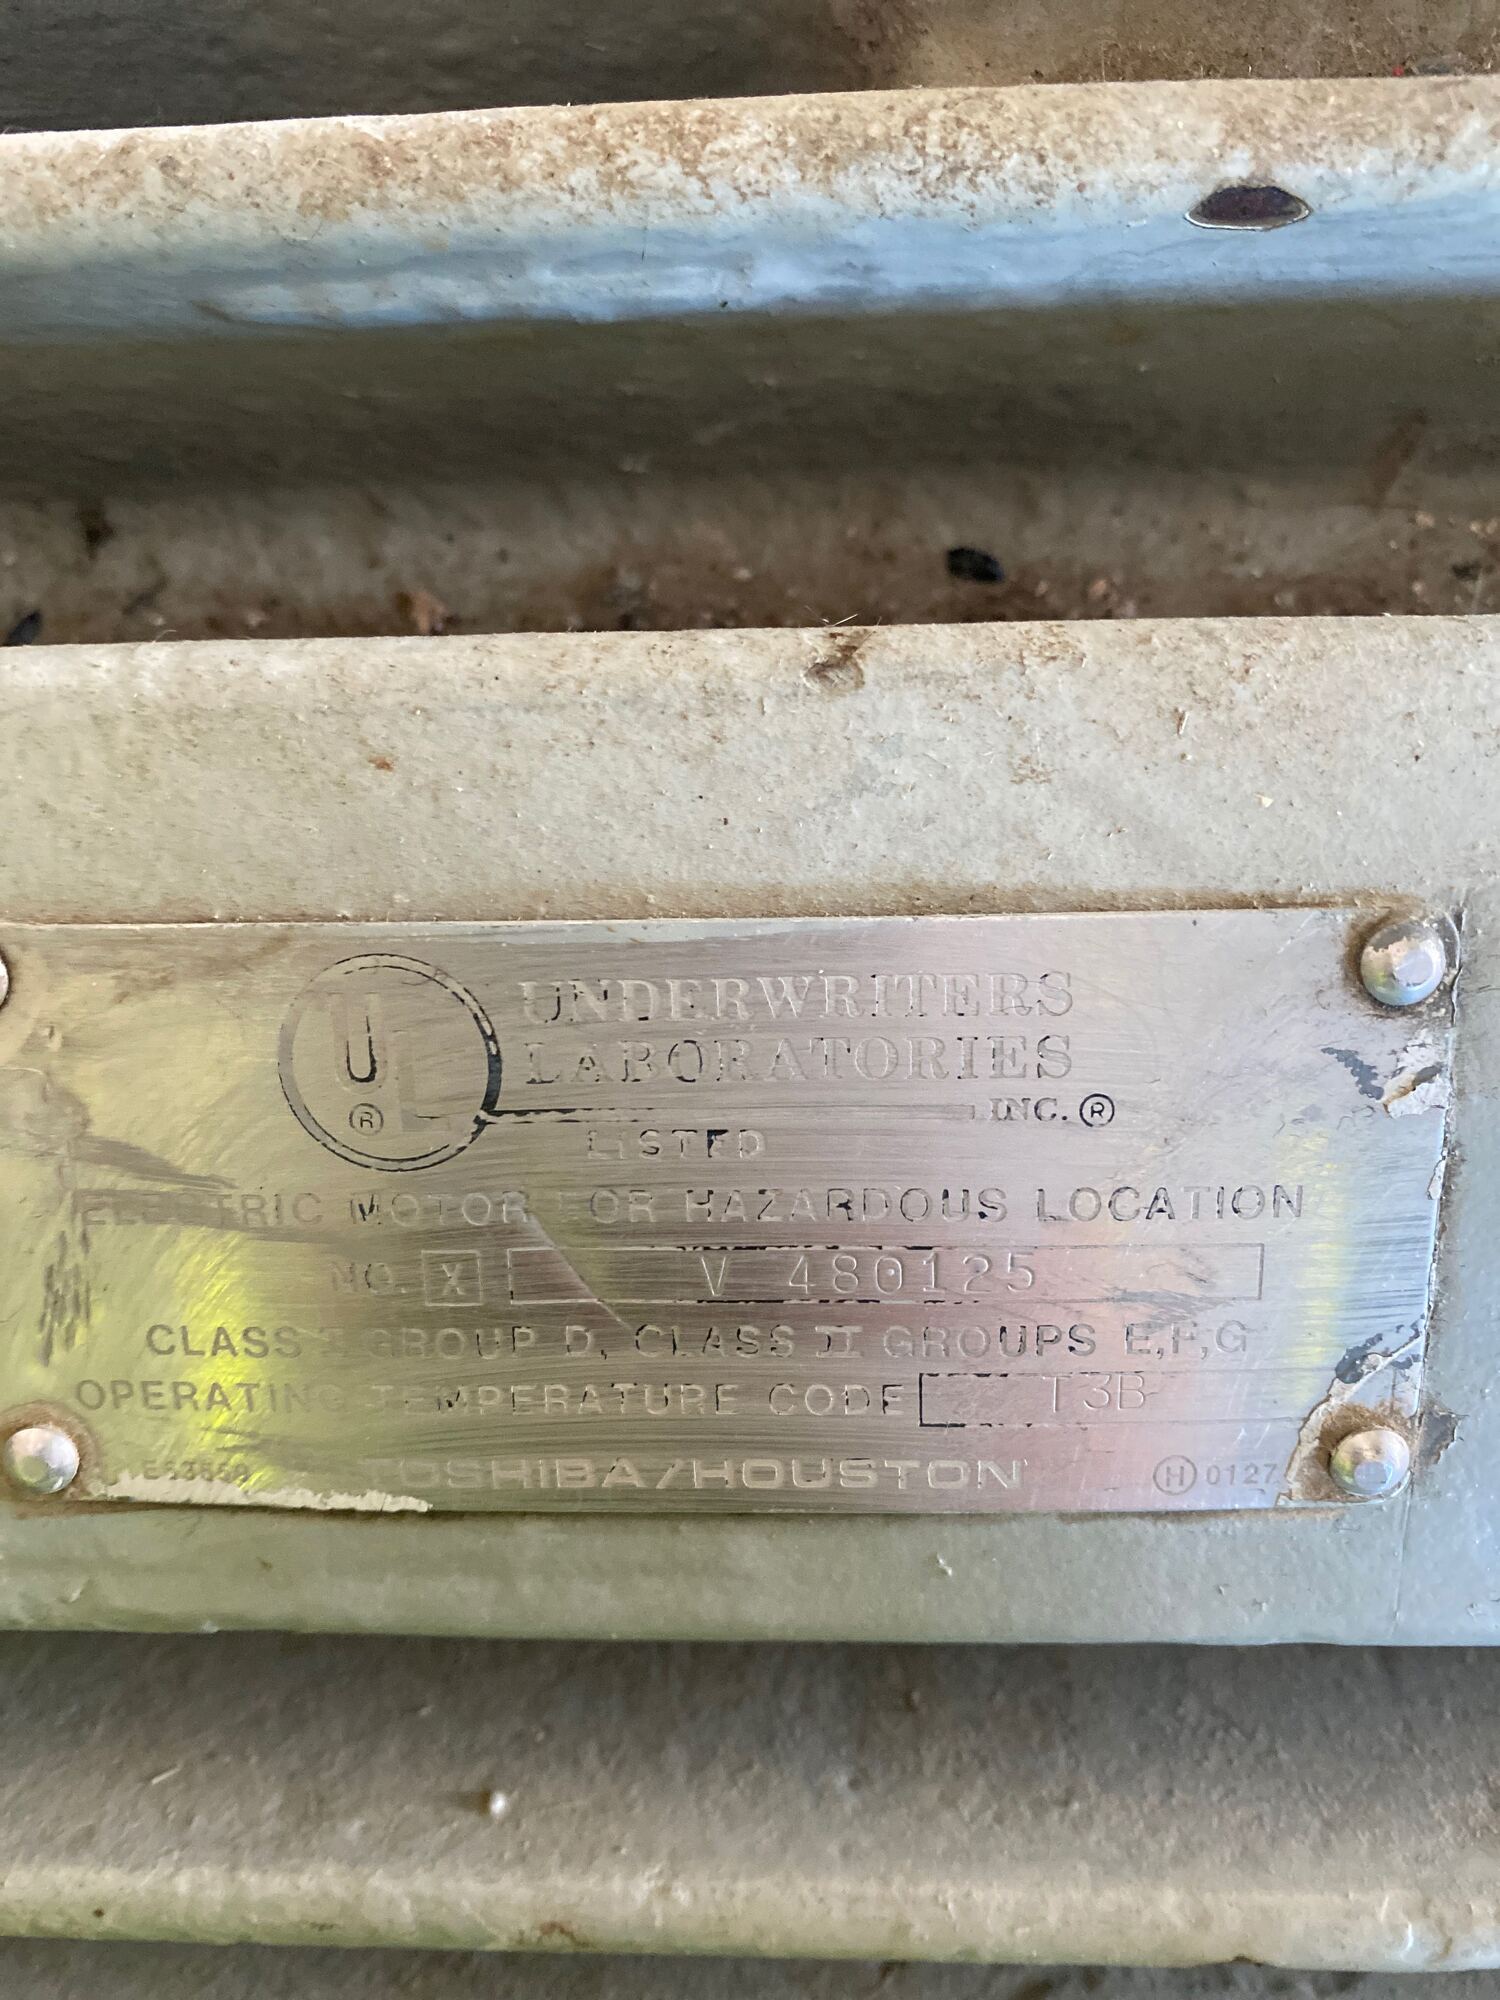 UL ®
UNDERWRITERS
LABORATORIES
INC.®
LISTED
ELECTRIC MOTOR FOR HAZARDOUS LOCATION
NO. X V 480125
CLASS I GROUP D, CLASS II GROUPS E,F,G
OPERATING TEMPERATURE CODE T3B
TOSHIBA/HOUSTON
H 0127